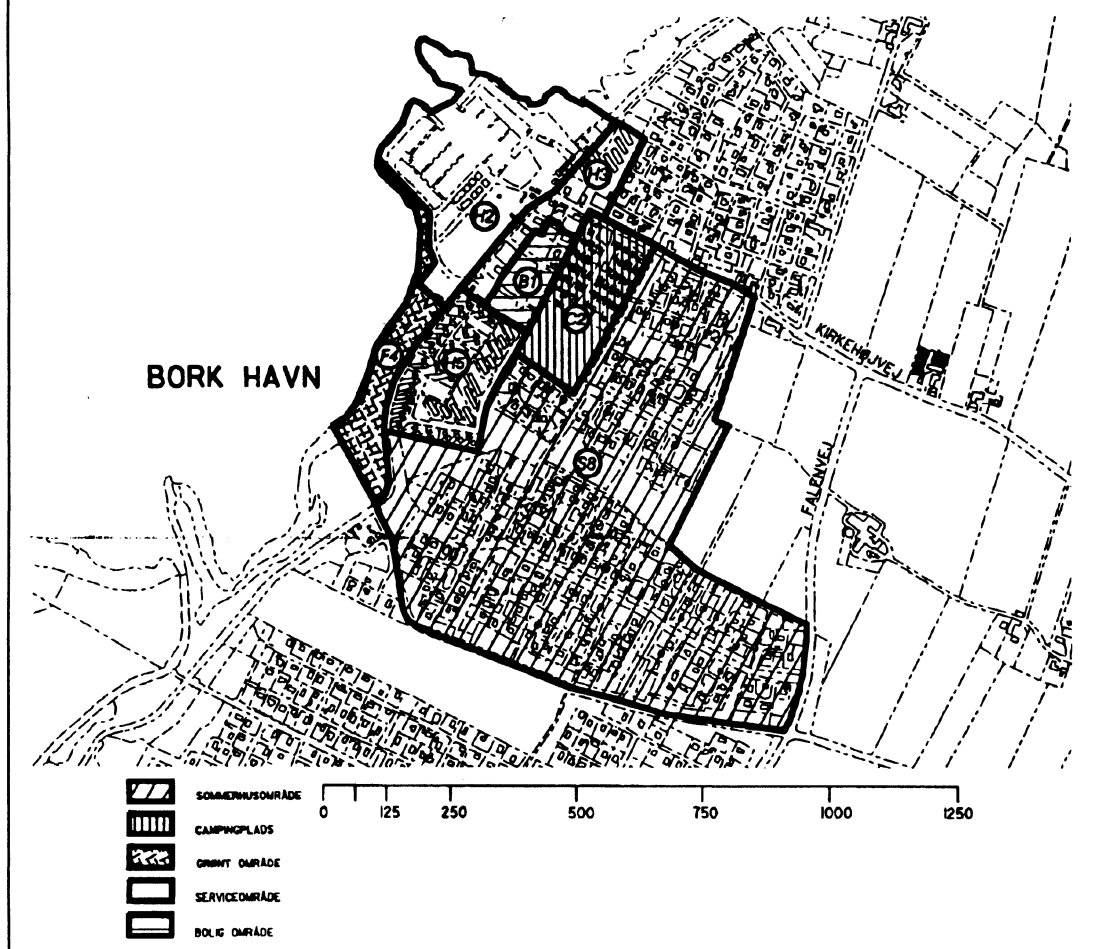 H3
H2
B1
C2
BORK HAVN
F4
H5
KIRKEHØJVEJ
S8
FALPNVEJ
SOMMERHUSOMRÅDE
CAMPINGPLADS
GRØNT OMRÅDE
SERVICEOMRÅDE
BOLIG OMRÅDE
0 125 250 500 750 1000 1250